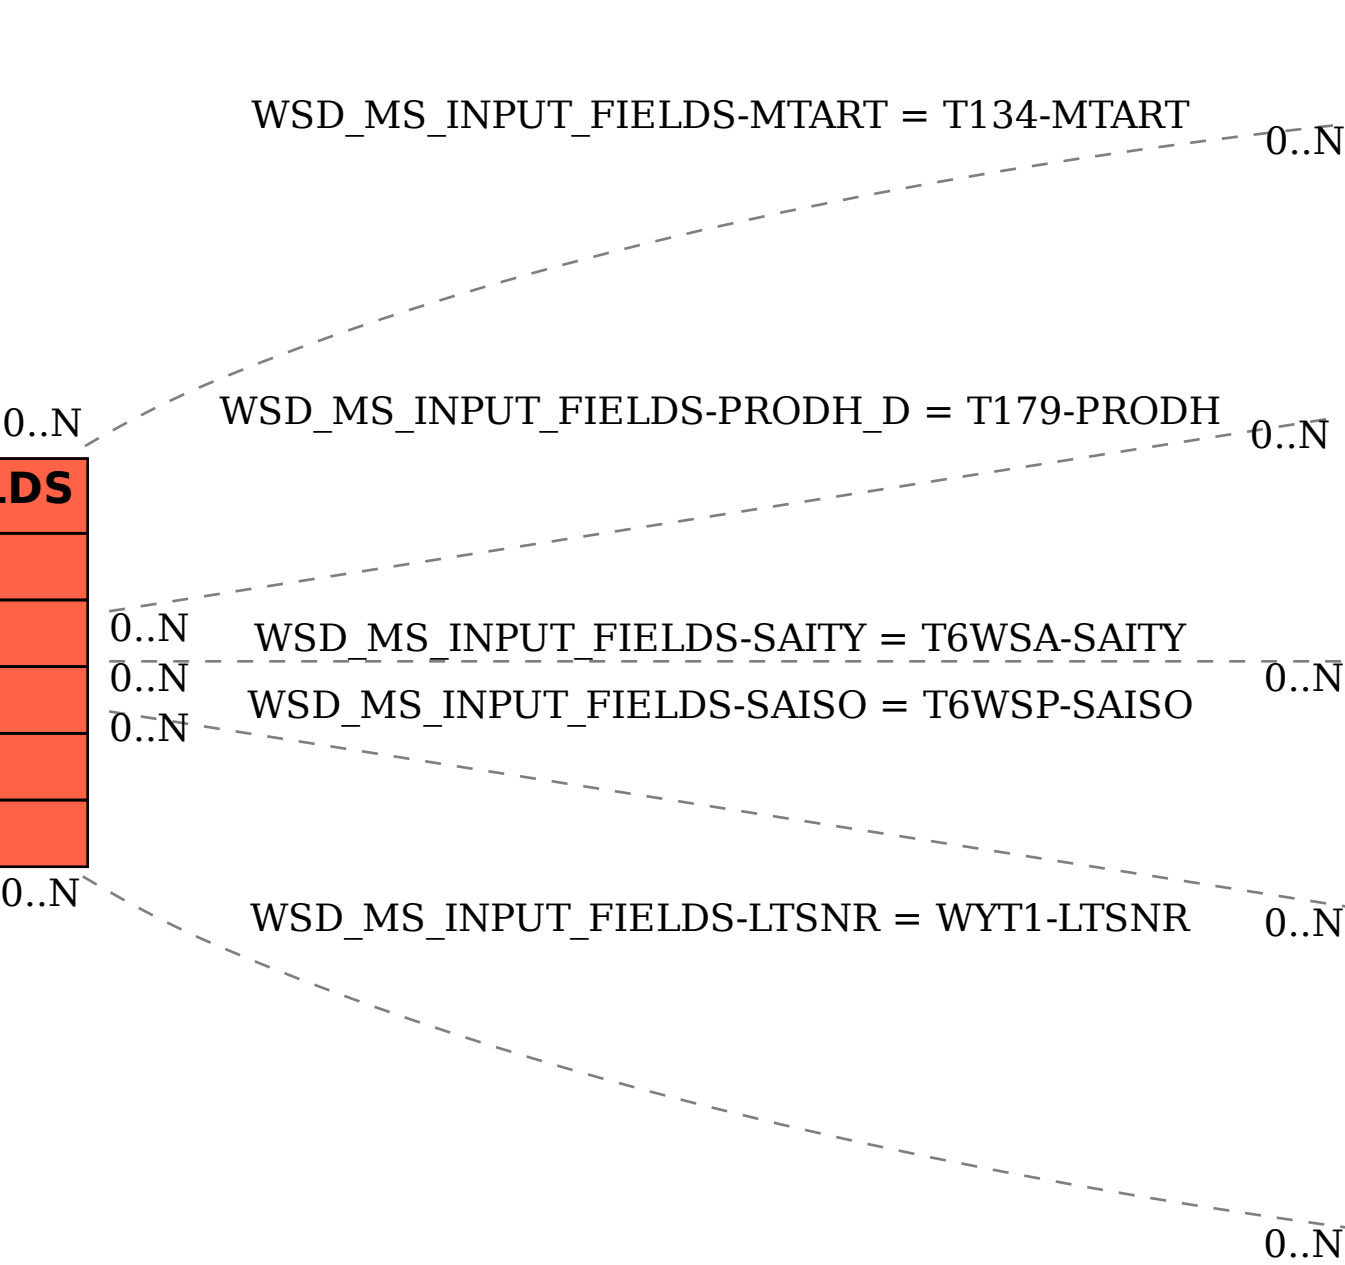 WSD_MS_INPUT_FIELDS-MTART = T134-MTART
0..N
WSD_MS_INPUT_FIELDS-PRODH_D = T179-PRODH
0..N
0..N
LDS
0..N
WSD_MS_INPUT_FIELDS-SAITY = T6WSA-SAITY
0..N
0..N
WSD_MS_INPUT_FIELDS-SAISO = T6WSP-SAISO
0..N
0..N
WSD_MS_INPUT_FIELDS-LTSNR = WYT1-LTSNR
0..N
0..N